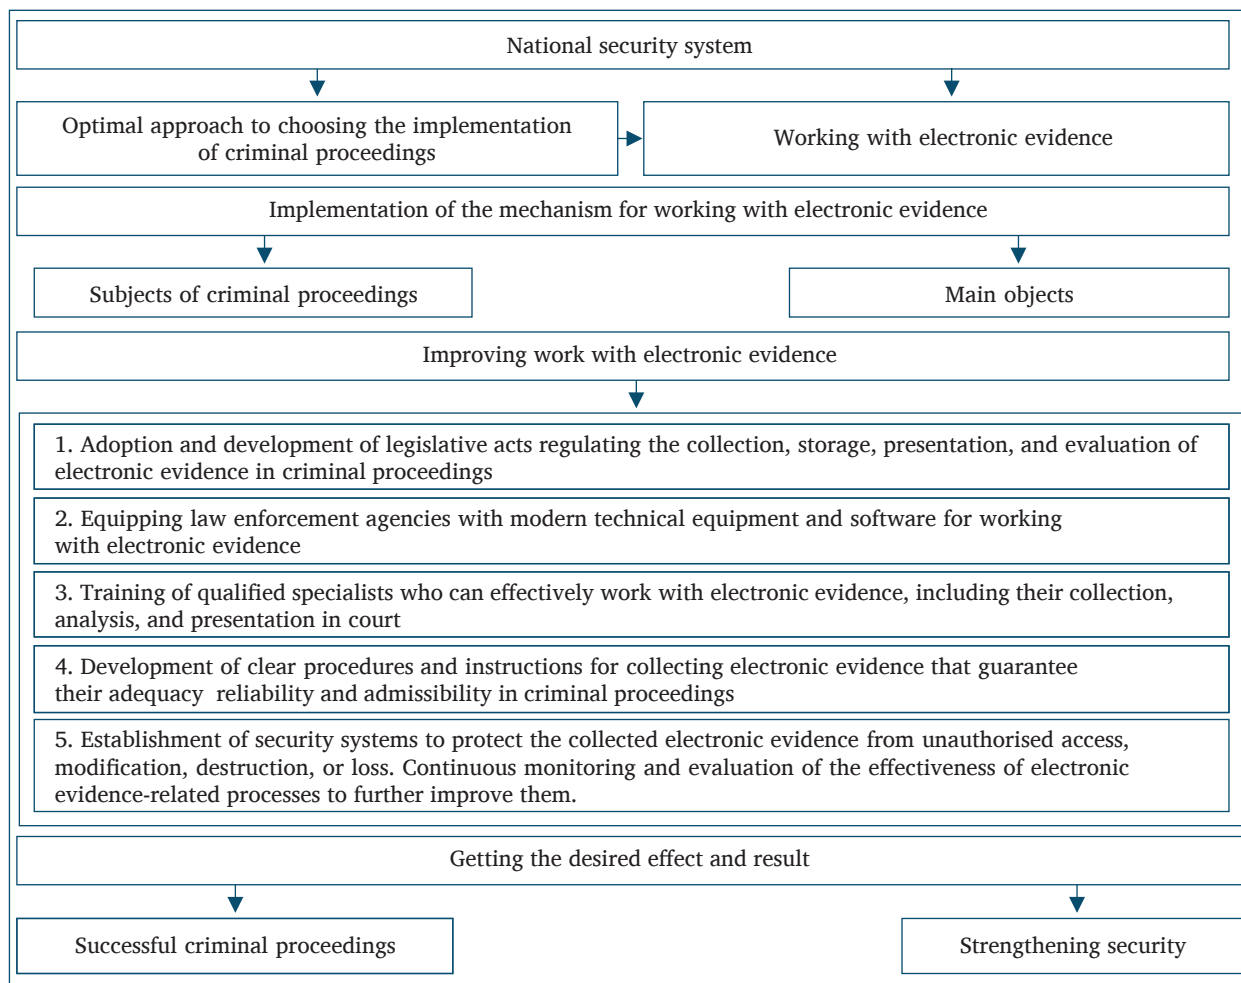 National security system
Optimal approach to choosing the implementation
of criminal proceedings
Working with electronic evidence
Implementation of the mechanism for working with electronic evidence
Subjects of criminal proceedings
Main objects
Improving work with electronic evidence
1. Adoption and development of legislative acts regulating the collection, storage, presentation, and evaluation of
electronic evidence in criminal proceedings
2. Equipping law enforcement agencies with modern technical equipment and software for working
with electronic evidence
3. Training of qualified specialists who can effectively work with electronic evidence, including their collection,
analysis, and presentation in court
4. Development of clear procedures and instructions for collecting electronic evidence that guarantee
their adequacy  reliability and admissibility in criminal proceedings
5. Establishment of security systems to protect the collected electronic evidence from unauthorised access,
modification, destruction, or loss. Continuous monitoring and evaluation of the effectiveness of electronic
evidence-related processes to further improve them.
Getting the desired effect and result
Successful criminal proceedings
Strengthening security